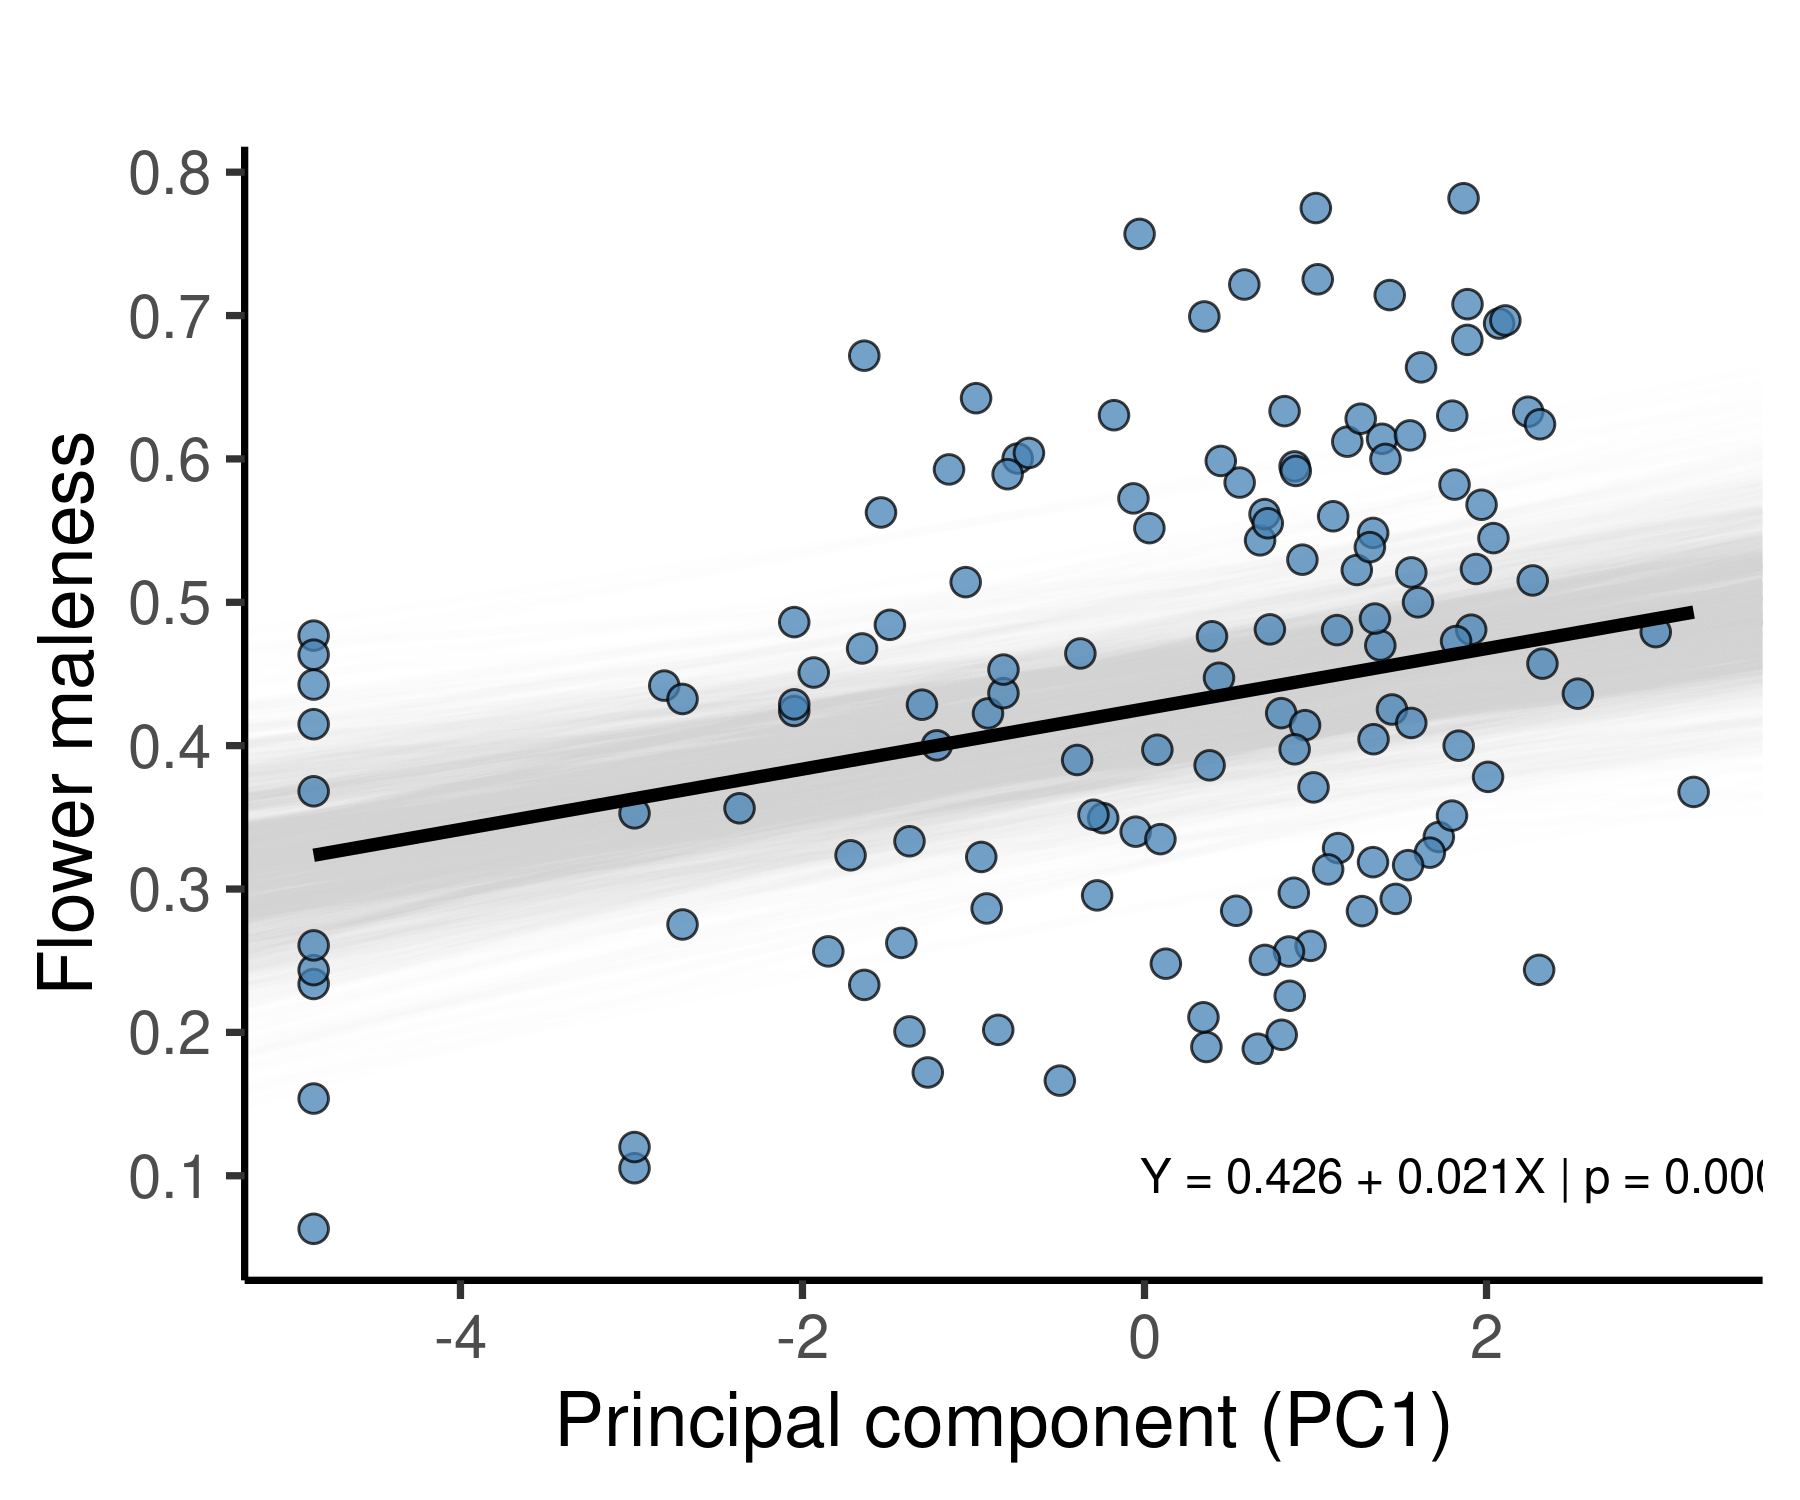 0.8
0.7
0.6
0.5
0.4
0.3
0.2
0.1
Flower maleness
Y = 0.426 + 0.021X | p = 0.000
-4 -2 0 2
Principal component (PC1)